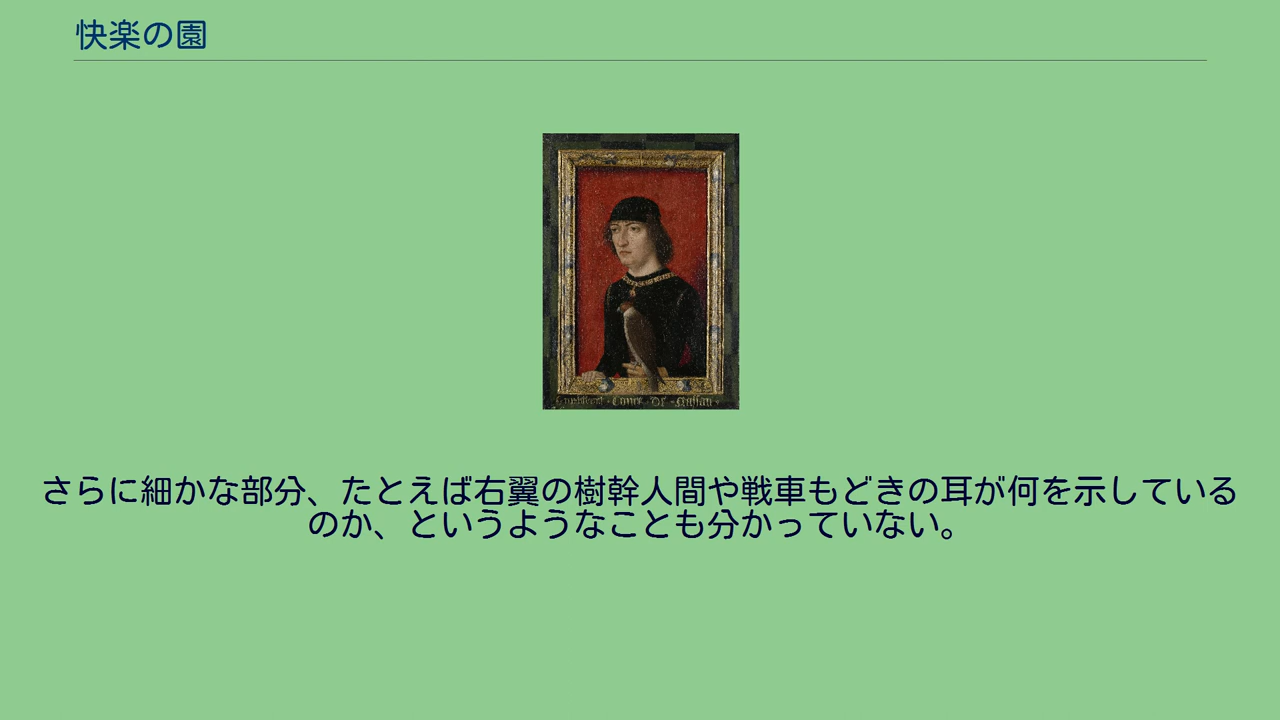 快楽の園
さらに細かな部分、たとえば右翼の樹幹人間や戦車もどきの耳が何を示している
のか、というようなことも分かっていない。